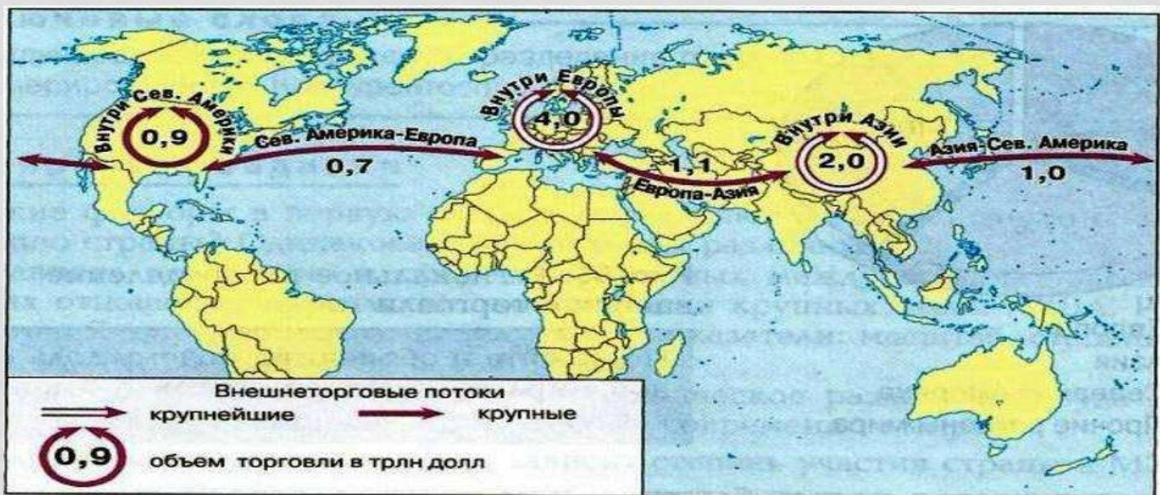 Внутри Сев. Америки
0,9
Сев. Америка-Европа
0,7
Внутри Европы
4,0
1,1
Европа-Азия
Внутри Азии
2,0
Азия-Сев. Америка
1,0
Внешнеторговые потоки
крупнейшие
крупные
0,9
объем торговли в трлн долл